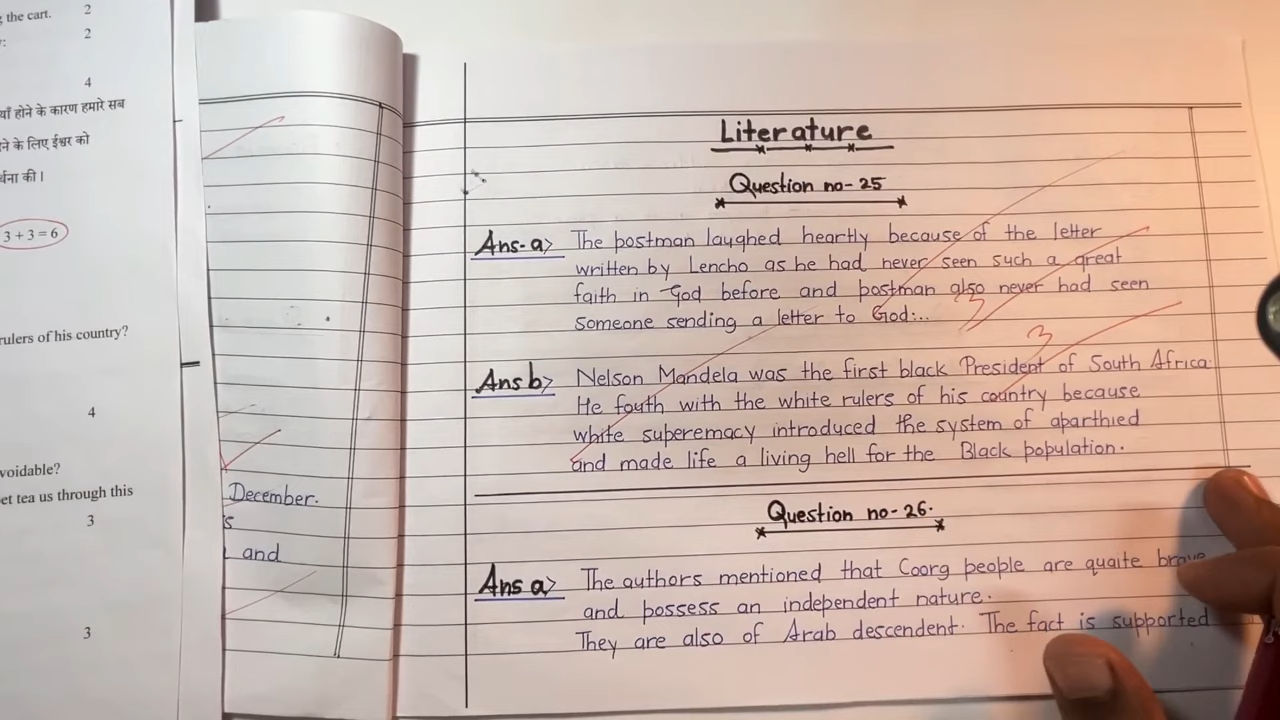 the cart. 2
2
4
याँ होने के कारण हमारे सब
ने के लिए ईश्वर को
र्थना की।
3 + 3 = 6
rulers of his country?
4
voidable?
et tea us through this
3
3
December.
s
and
Literature
Question no- 25
Ans- a> The postman laughed heartly because of the letter
written by Lencho as he had never seen such a great
faith in God before and postman also never had seen
someone sending a letter to God...
3
3
Ans b> Nelson Mandela was the first black President of South Africa.
He fouth with the white rulers of his country because
white superemacy introduced the system of aparthied
and made life a living hell for the Black population.
Question no- 26.
Ans a> The authors mentioned that Coorg people are quaite brave
and possess an independent nature.
They are also of Arab descendent. The fact is supported